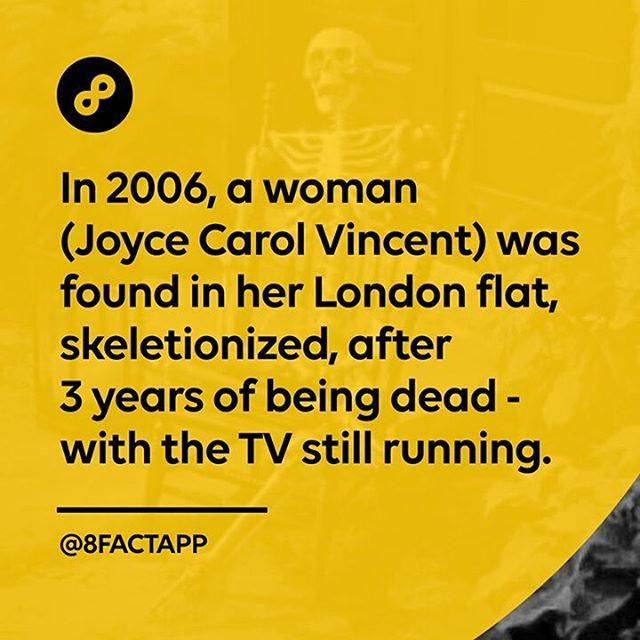 In 2006, a woman
(Joyce Carol Vincent) was
found in her London flat,
skeletionized, after
3 years of being dead -
with the TV still running.
@8FACTAPP